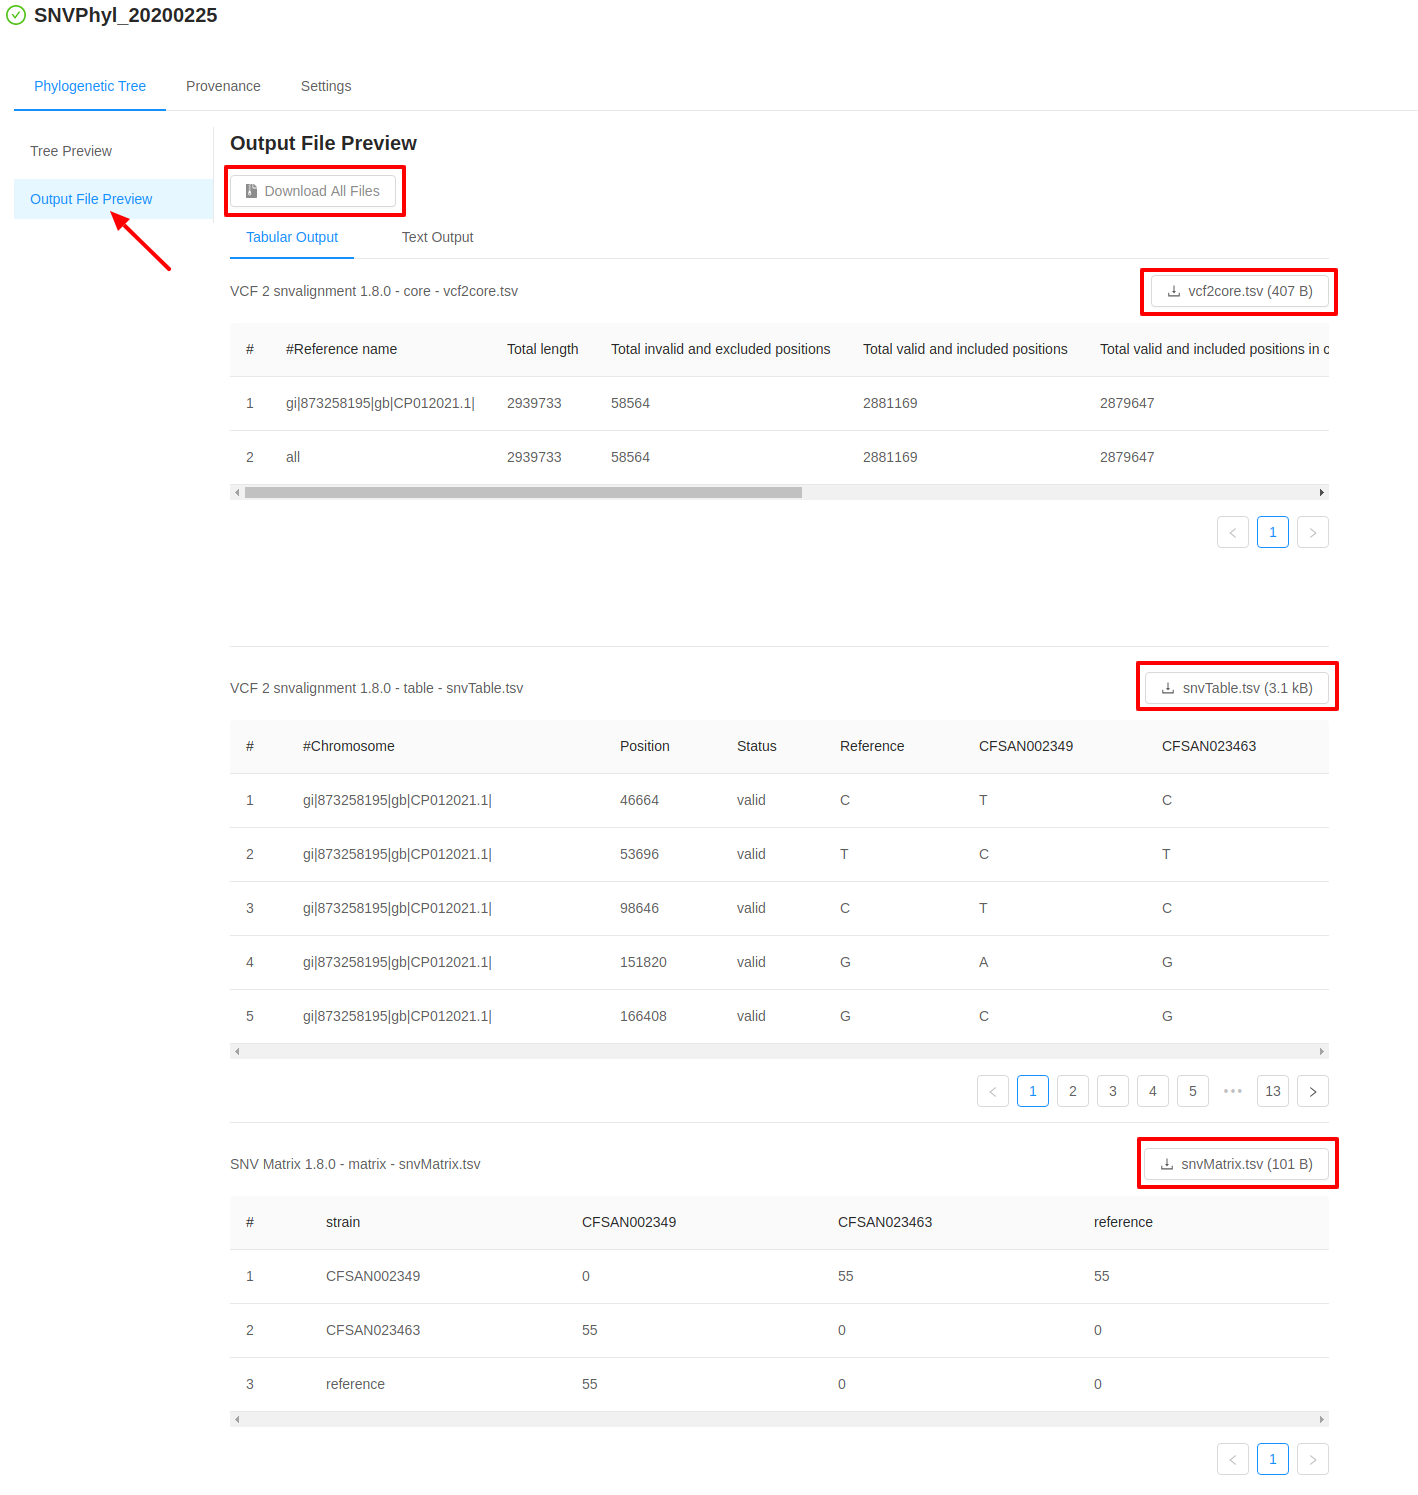 SNVPhyl_20200225
Phylogenetic Tree Provenance Settings
Tree Preview
Output File Preview
Output File Preview
Download All Files
Tabular Output Text Output
VCF 2 snvalignment 1.8.0 - core - vcf2core.tsv vcf2core.tsv (407 B)
# #Reference name Total length Total invalid and excluded positions Total valid and included positions Total valid and included positions in c
1 gi|873258195|gb|CP012021.1| 2939733 58564 2881169 2879647
2 all 2939733 58564 2881169 2879647
< 1 >
VCF 2 snvalignment 1.8.0 - table - snvTable.tsv snvTable.tsv (3.1 kB)
# #Chromosome Position Status Reference CFSAN002349 CFSAN023463
1 gi|873258195|gb|CP012021.1| 46664 valid C T C
2 gi|873258195|gb|CP012021.1| 53696 valid T C T
3 gi|873258195|gb|CP012021.1| 98646 valid C T C
4 gi|873258195|gb|CP012021.1| 151820 valid G A G
5 gi|873258195|gb|CP012021.1| 166408 valid G C G
< 1 2 3 4 5 ••• 13 >
SNV Matrix 1.8.0 - matrix - snvMatrix.tsv snvMatrix.tsv (101 B)
# strain CFSAN002349 CFSAN023463 reference
1 CFSAN002349 0 55 55
2 CFSAN023463 55 0 0
3 reference 55 0 0
< 1 >